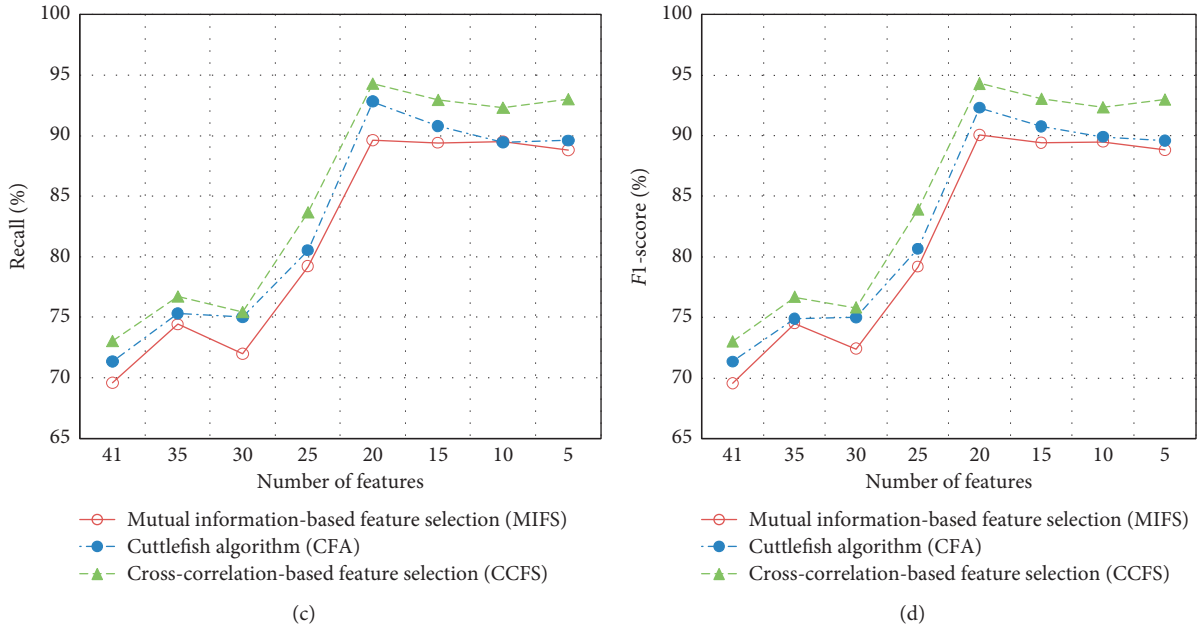 100
95
90
85
80
75
70
65
Recall (%)
41 35 30 25 20 15 10 5
Number of features
Mutual information-based feature selection (MIFS)
Cuttlefish algorithm (CFA)
Cross-correlation-based feature selection (CCFS)
(c)
100
95
90
85
80
75
70
65
F1-sccore (%)
41 35 30 25 20 15 10 5
Number of features
Mutual information-based feature selection (MIFS)
Cuttlefish algorithm (CFA)
Cross-correlation-based feature selection (CCFS)
(d)